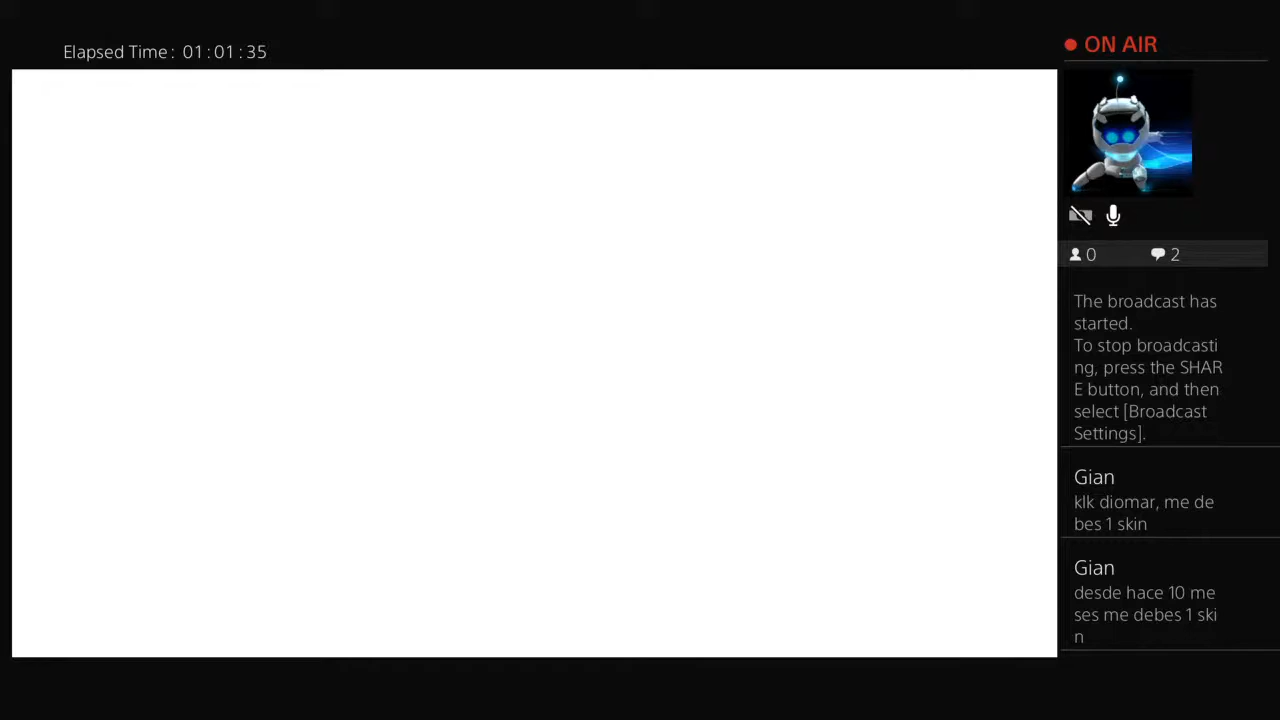 Elapsed Time: 01:01:35
ON AIR
0 2
The broadcast has
started.
To stop broadcasti
ng, press the SHAR
E button, and then
select [Broadcast
Settings].
Gian
klk diomar, me de
bes 1 skin
Gian
desde hace 10 me
ses me debes 1 ski
n